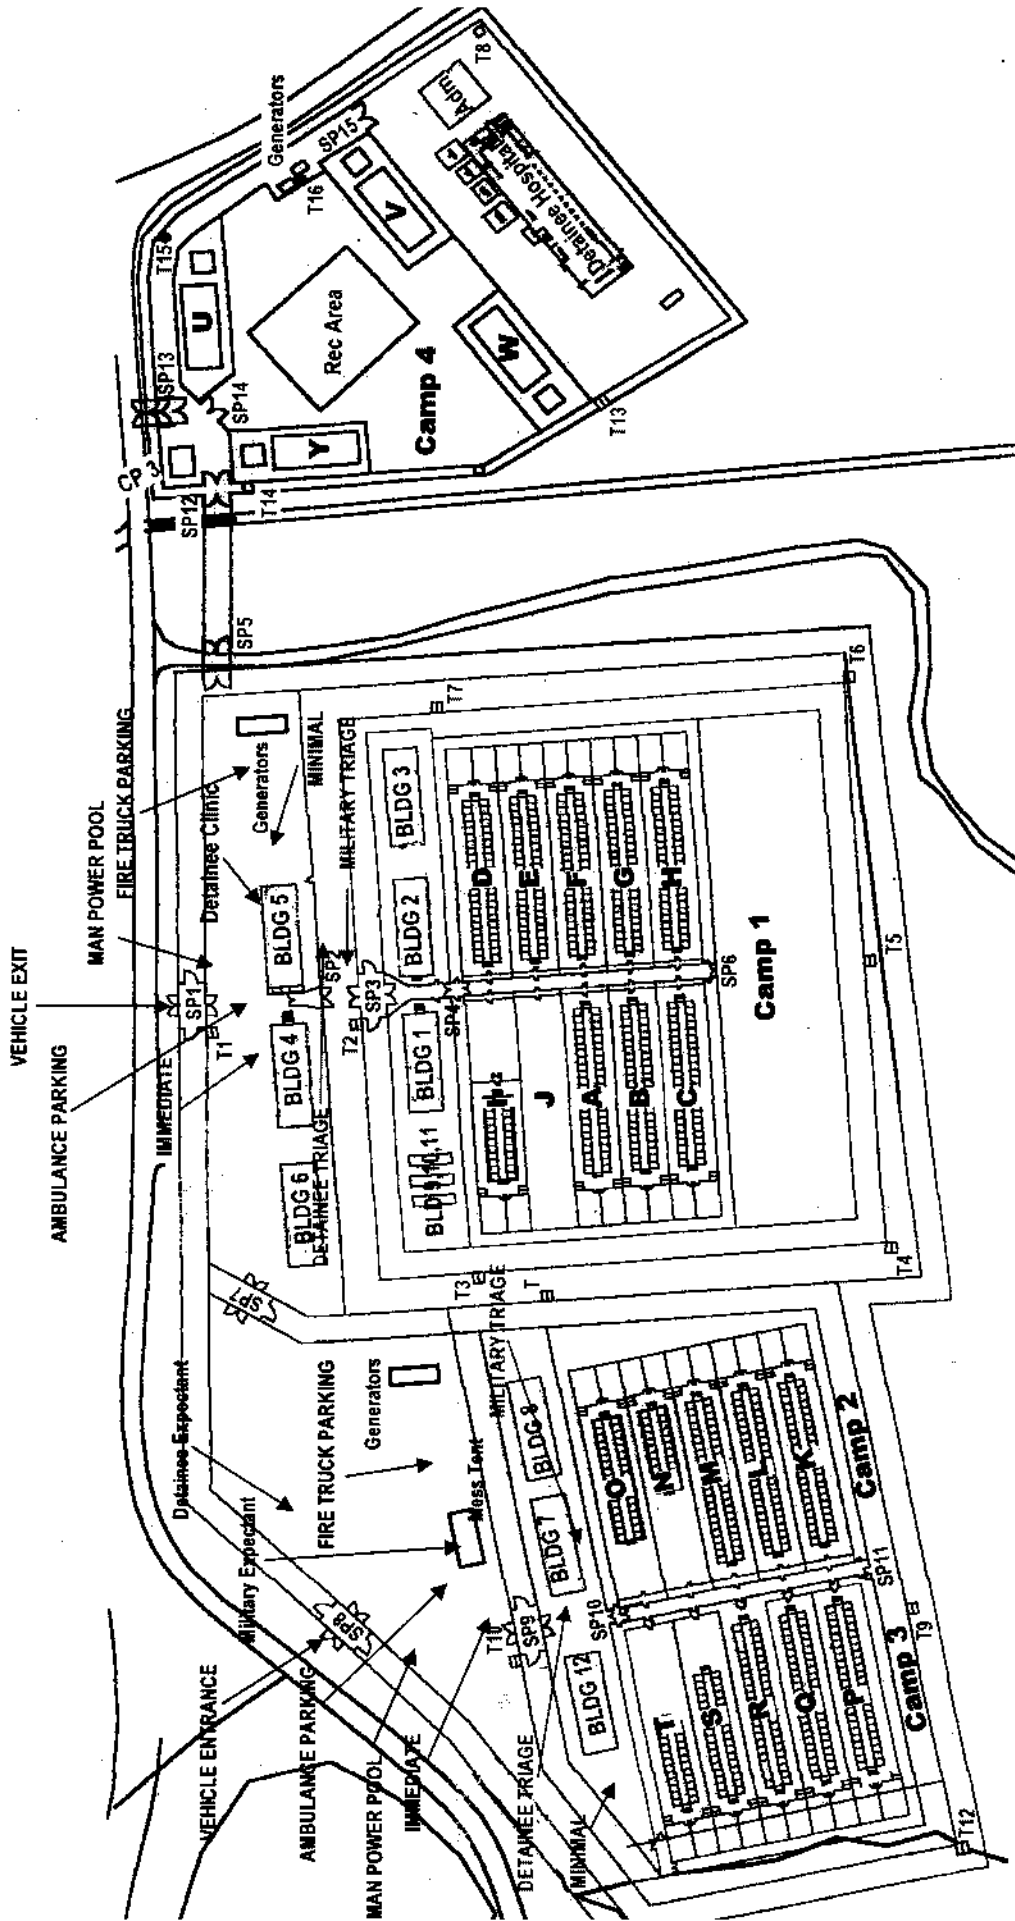 VEHICLE EXIT
MAN POWER POOL
FIRE TRUCK PARKING
AMBULANCE PARKING
IMMEDIATE
Detainee Clinic
Generators
MINIMAL
MILITARY TRIAGE
DETAINEE TRIAGE
SP1
T1
SP2
T2
SP3
SP4
SP5
SP6
SP7
BLDG 5
BLDG 4
BLDG 6
BLDG 3
BLDG 2
BLDG 1
T7
T6
T5
T4
T3
T
D
E
F
G
H
I
J
A
B
C
Camp 1
CP 3
SP12
SP13
SP14
T14
T15
T16
Generators
SP15
T8
Adm
Detainee Hospital
U
V
W
Y
Rec Area
Camp 4
T13
Detainee Expectant
Military Expectant
FIRE TRUCK PARKING
Generators
Mess Tent
MILITARY TRIAGE
VEHICLE ENTRANCE
AMBULANCE PARKING
MAN POWER POOL
IMMEDIATE
DETAINEE TRIAGE
MINIMAL
SP8
T10
SP9
SP10
SP11
BLDG 8
BLDG 7
BLDG 12
O
N
M
L
K
Camp 2
T
S
R
Q
P
Camp 3
T9
T12